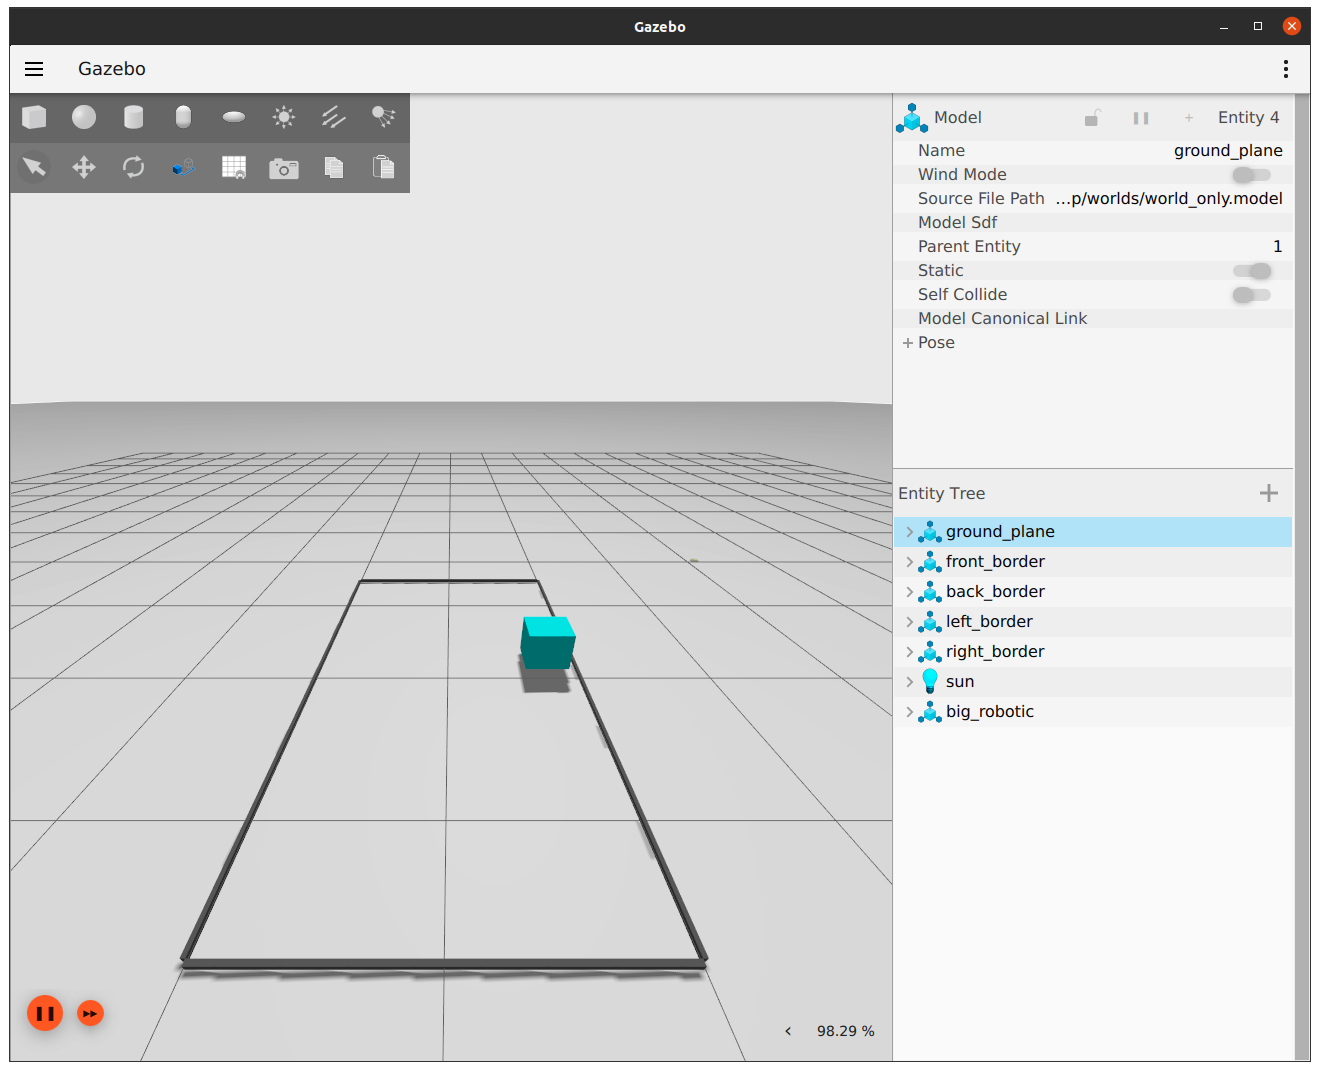 Gazebo
Gazebo
Model Entity 4
Name ground_plane
Wind Mode
Source File Path ...p/worlds/world_only.model
Model Sdf
Parent Entity 1
Static
Self Collide
Model Canonical Link
Pose
Entity Tree
ground_plane
front_border
back_border
left_border
right_border
sun
big_robotic
98.29 %